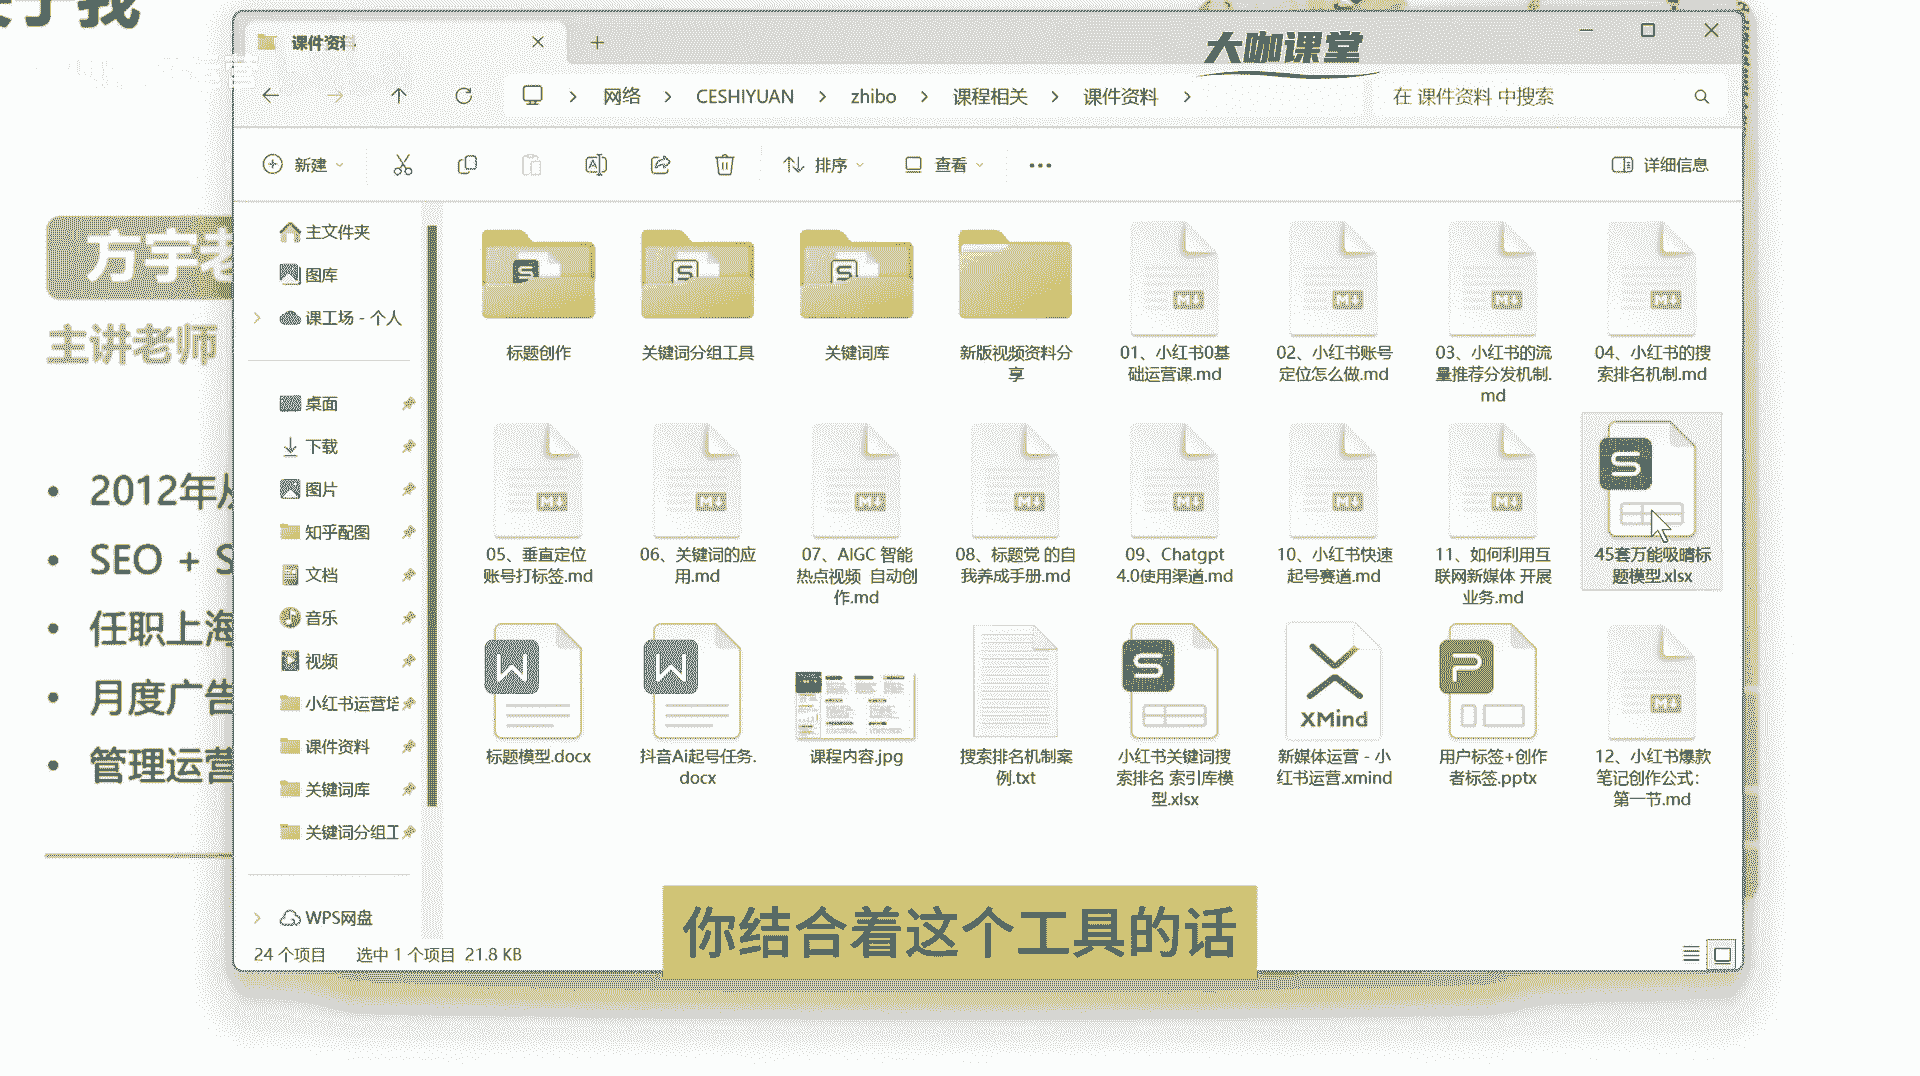 课件资料
大咖课堂
网络 CESHIYUAN zhibo 课程相关 课件资料
在 课件资料 中搜索
新建
排序
查看
详细信息
方宇老
主讲老师
2012年从
SEO + S
任职上海
月度广告
管理运营
主文件夹
图库
课工场 - 个人
桌面
下载
图片
知乎配图
文档
音乐
视频
小红书运营培
课件资料
关键词库
关键词分组工
WPS网盘
标题创作
关键词分组工具
关键词库
新版视频资料分
享
01、小红书0基
础运营课.md
02、小红书账号
定位怎么做.md
03、小红书的流
量推荐分发机制.
md
04、小红书的搜
索排名机制.md
05、垂直定位
账号打标签.md
06、关键词的应
用.md
07、AIGC 智能
热点视频 自动创
作.md
08、标题党 的自
我养成手册.md
09、Chatgpt
4.0使用渠道.md
10、小红书快速
起号赛道.md
11、如何利用互
联网新媒体 开展
业务.md
45套万能吸睛标
题模型.xlsx
标题模型.docx
抖音Ai起号任务.
docx
课程内容.jpg
搜索排名机制案
例.txt
小红书关键词搜
索排名 索引库模
型.xlsx
XMind
新媒体运营 - 小
红书运营.xmind
用户标签+创作
者标签.pptx
12、小红书爆款
笔记创作公式：
第一节.md
24 个项目 选中 1 个项目 21.8 KB
你结合着这个工具的话